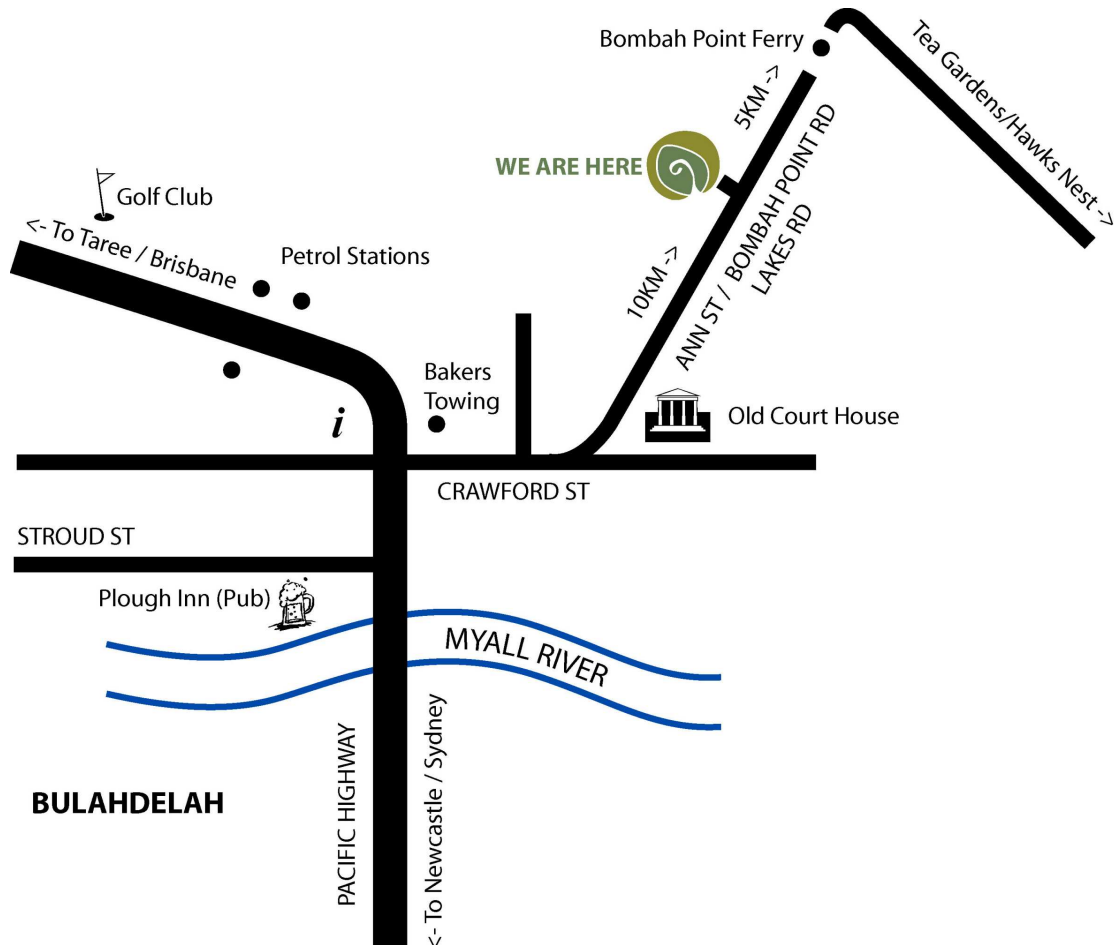 Bombah Point Ferry
Tea Gardens/Hawks Nest ->
5KM ->
WE ARE HERE
Golf Club
<- To Taree / Brisbane
Petrol Stations
10KM ->
ANN ST / BOMBAH POINT RD
LAKES RD
Bakers
Towing
i
Old Court House
CRAWFORD ST
STROUD ST
Plough Inn (Pub)
MYALL RIVER
PACIFIC HIGHWAY
<- To Newcastle / Sydney
BULAHDELAH